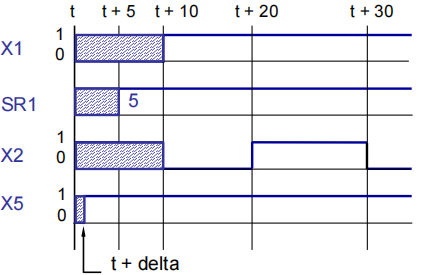 t t + 5 t + 10 t +20 t + 30
X1 1
0
SR1 5
X2 1
0
X5 1
0
t + delta